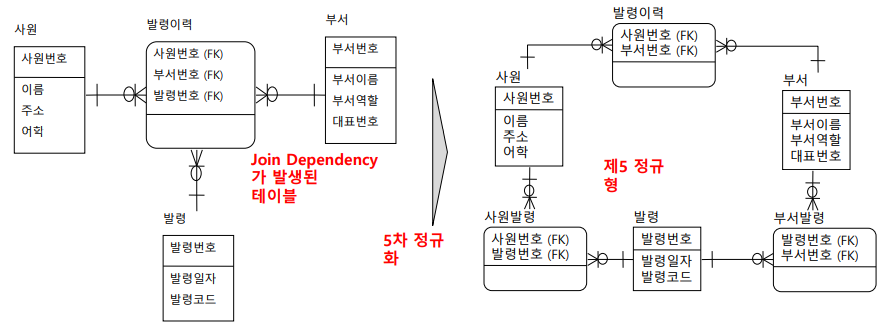 사원
사원번호
이름
주소
어학
발령이력
사원번호 (FK)
부서번호 (FK)
발령번호 (FK)
부서
부서번호
부서이름
부서역할
대표번호
Join Dependency
가 발생된
테이블
발령
발령번호
발령일자
발령코드
5차 정규
화
발령이력
사원번호 (FK)
부서번호 (FK)
사원
사원번호
이름
주소
어학
부서
부서번호
부서이름
부서역할
대표번호
제5 정규
형
사원발령
사원번호 (FK)
발령번호 (FK)
발령
발령번호
발령일자
발령코드
부서발령
발령번호 (FK)
부서번호 (FK)